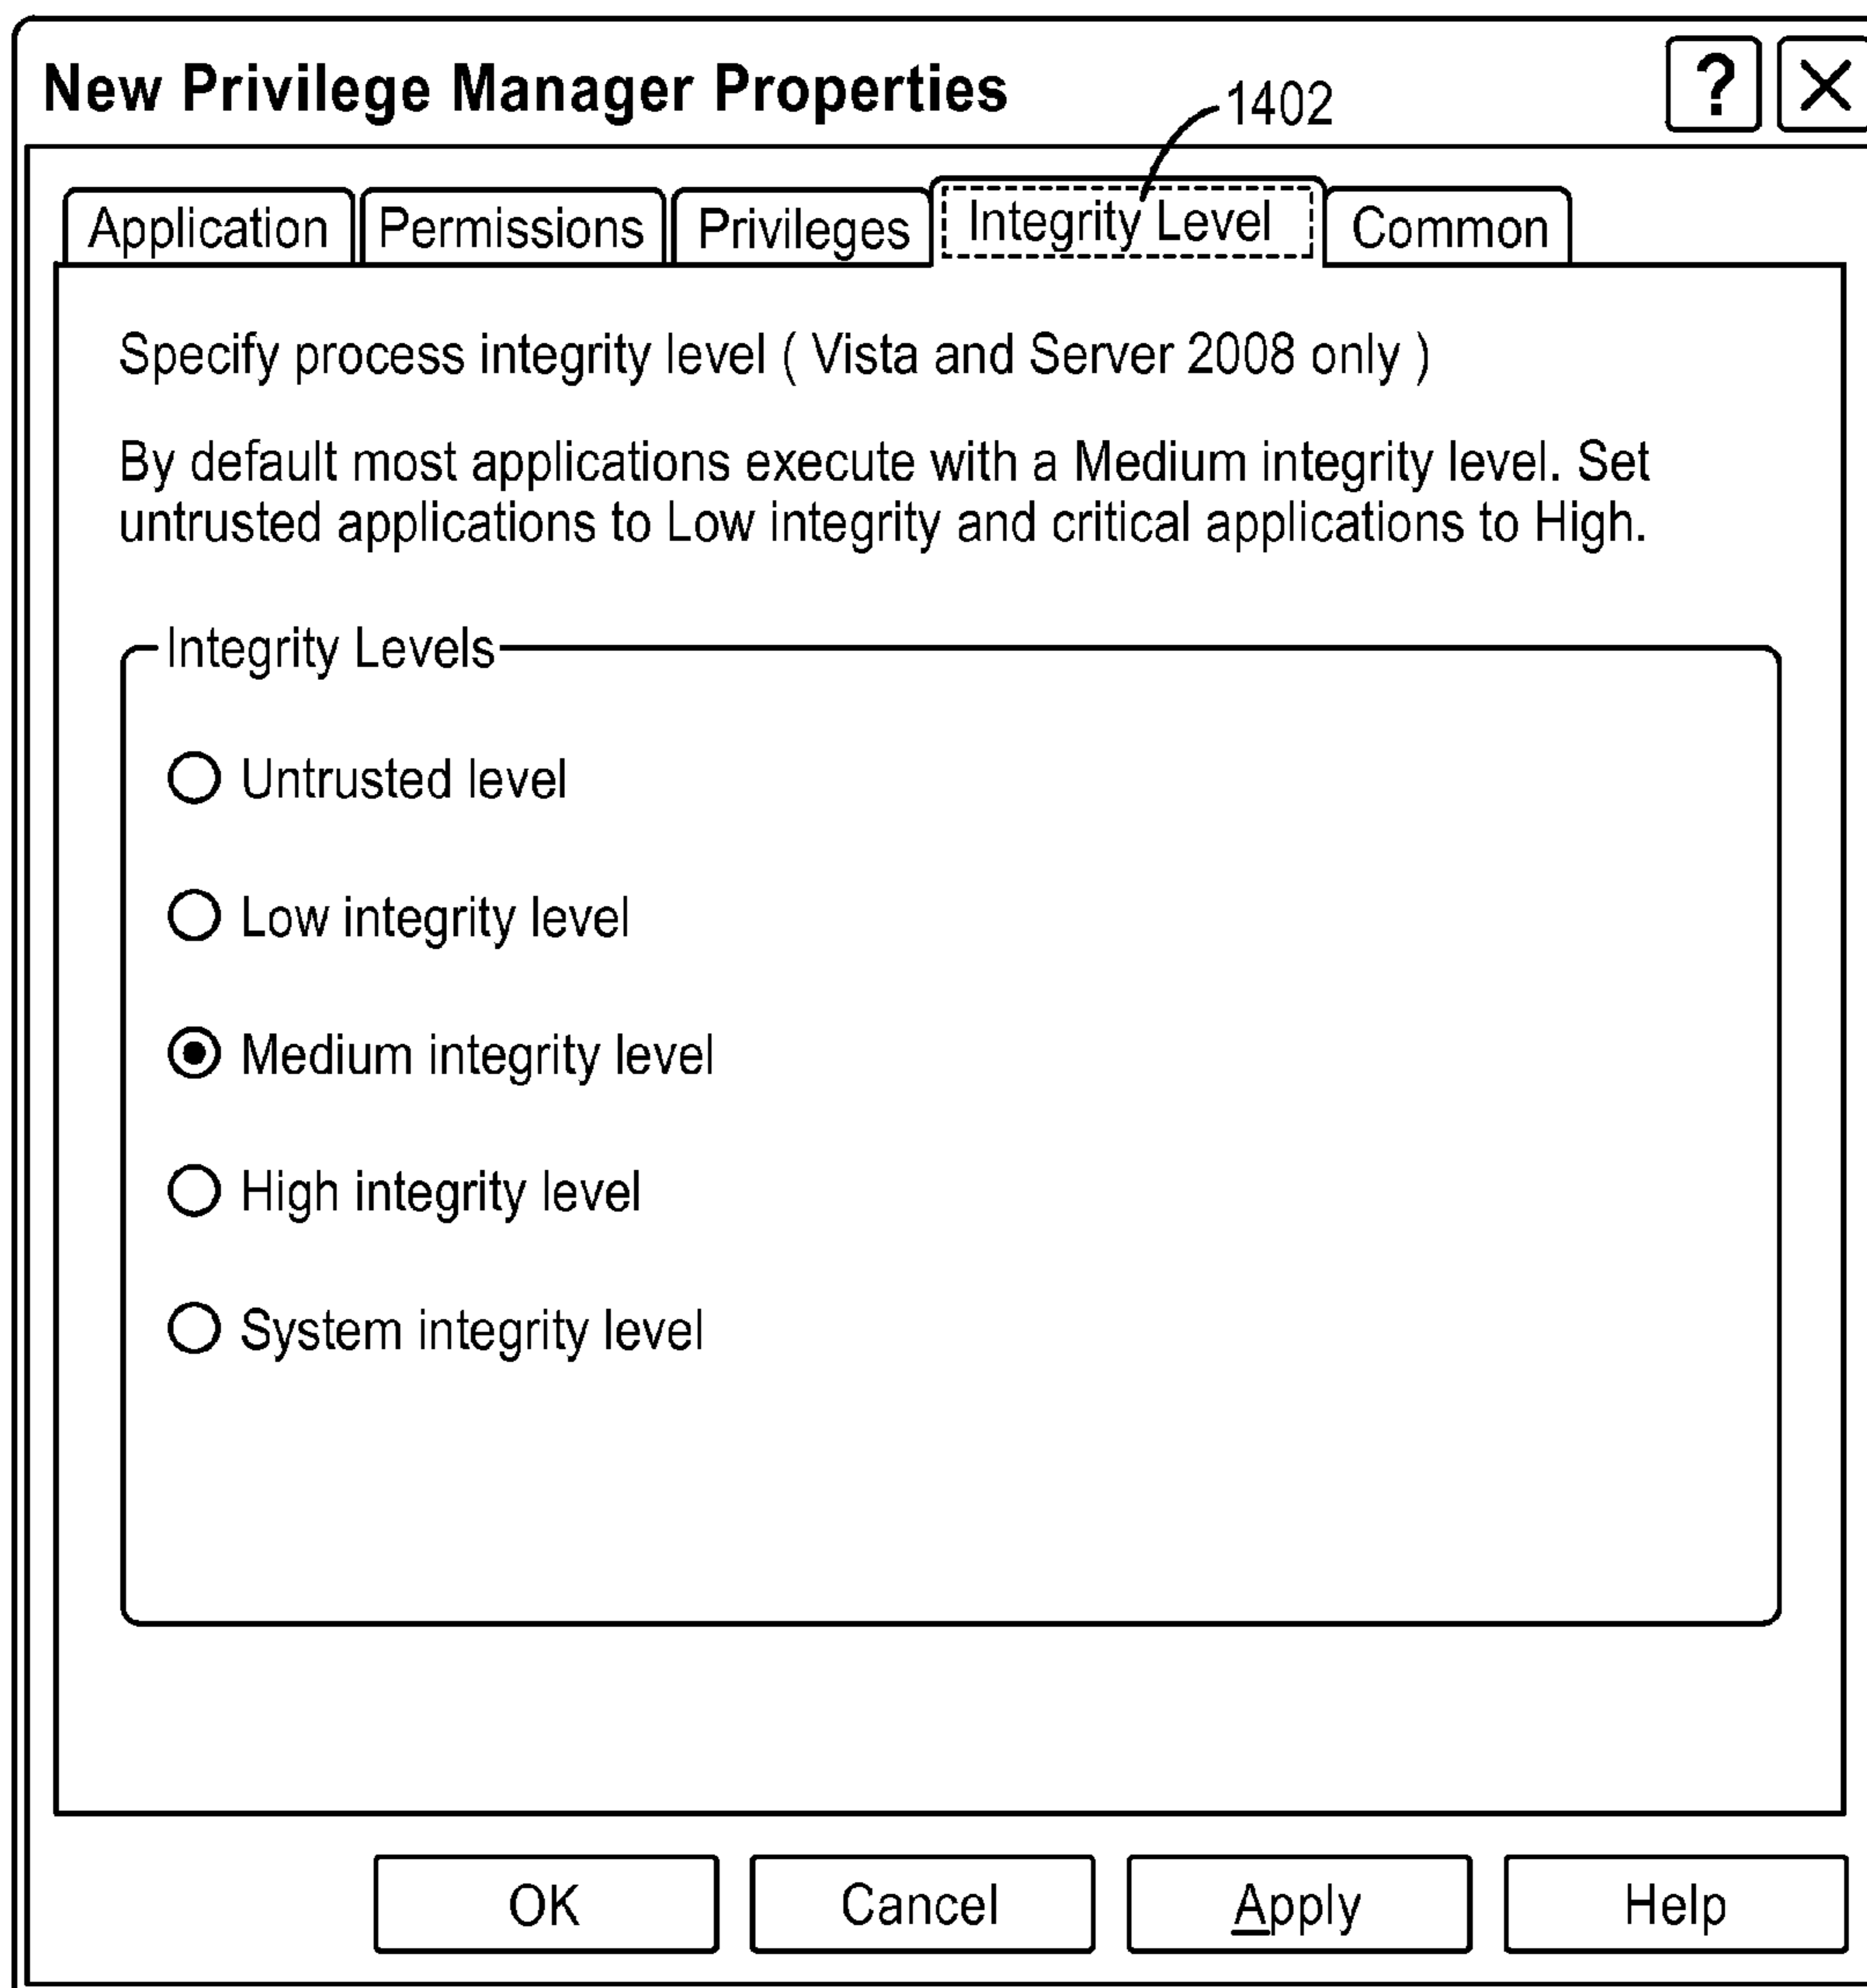 New Privilege Manager Properties
?
X
1402
Application
Permissions
Privileges
Integrity Level
Common
Specify process integrity level ( Vista and Server 2008 only )
By default most applications execute with a Medium integrity level. Set
untrusted applications to Low integrity and critical applications to High.
Integrity Levels
Untrusted level
Low integrity level
Medium integrity level
High integrity level
System integrity level
OK
Cancel
Apply
Help